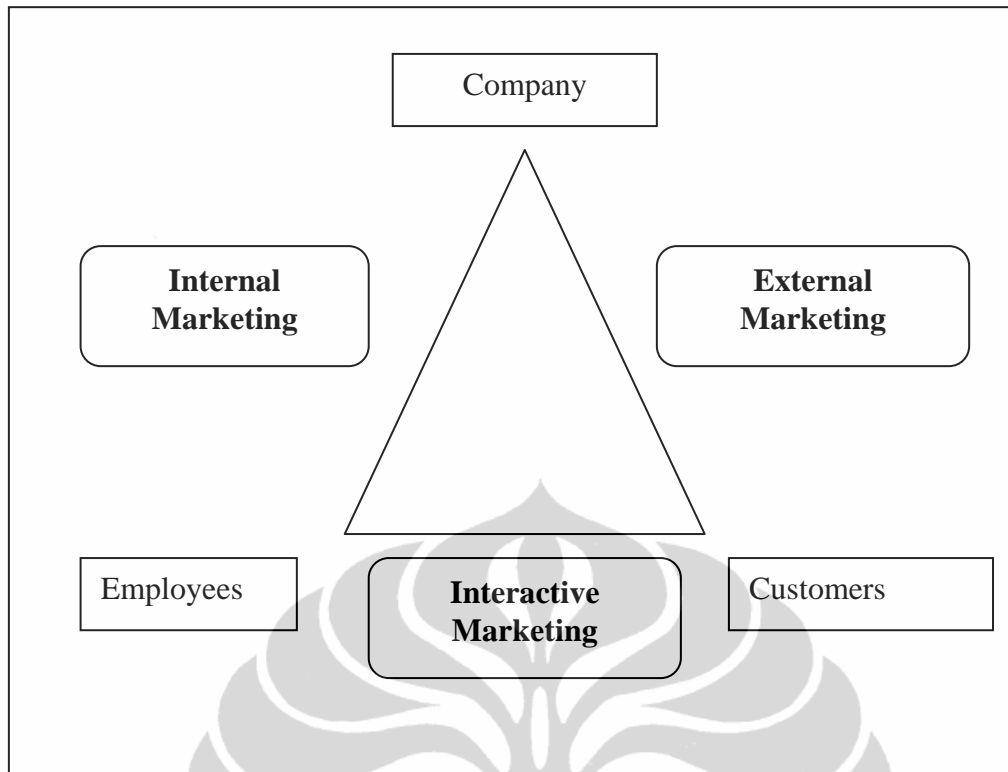 Company
Internal
Marketing
External
Marketing
Employees
Interactive
Marketing
Customers